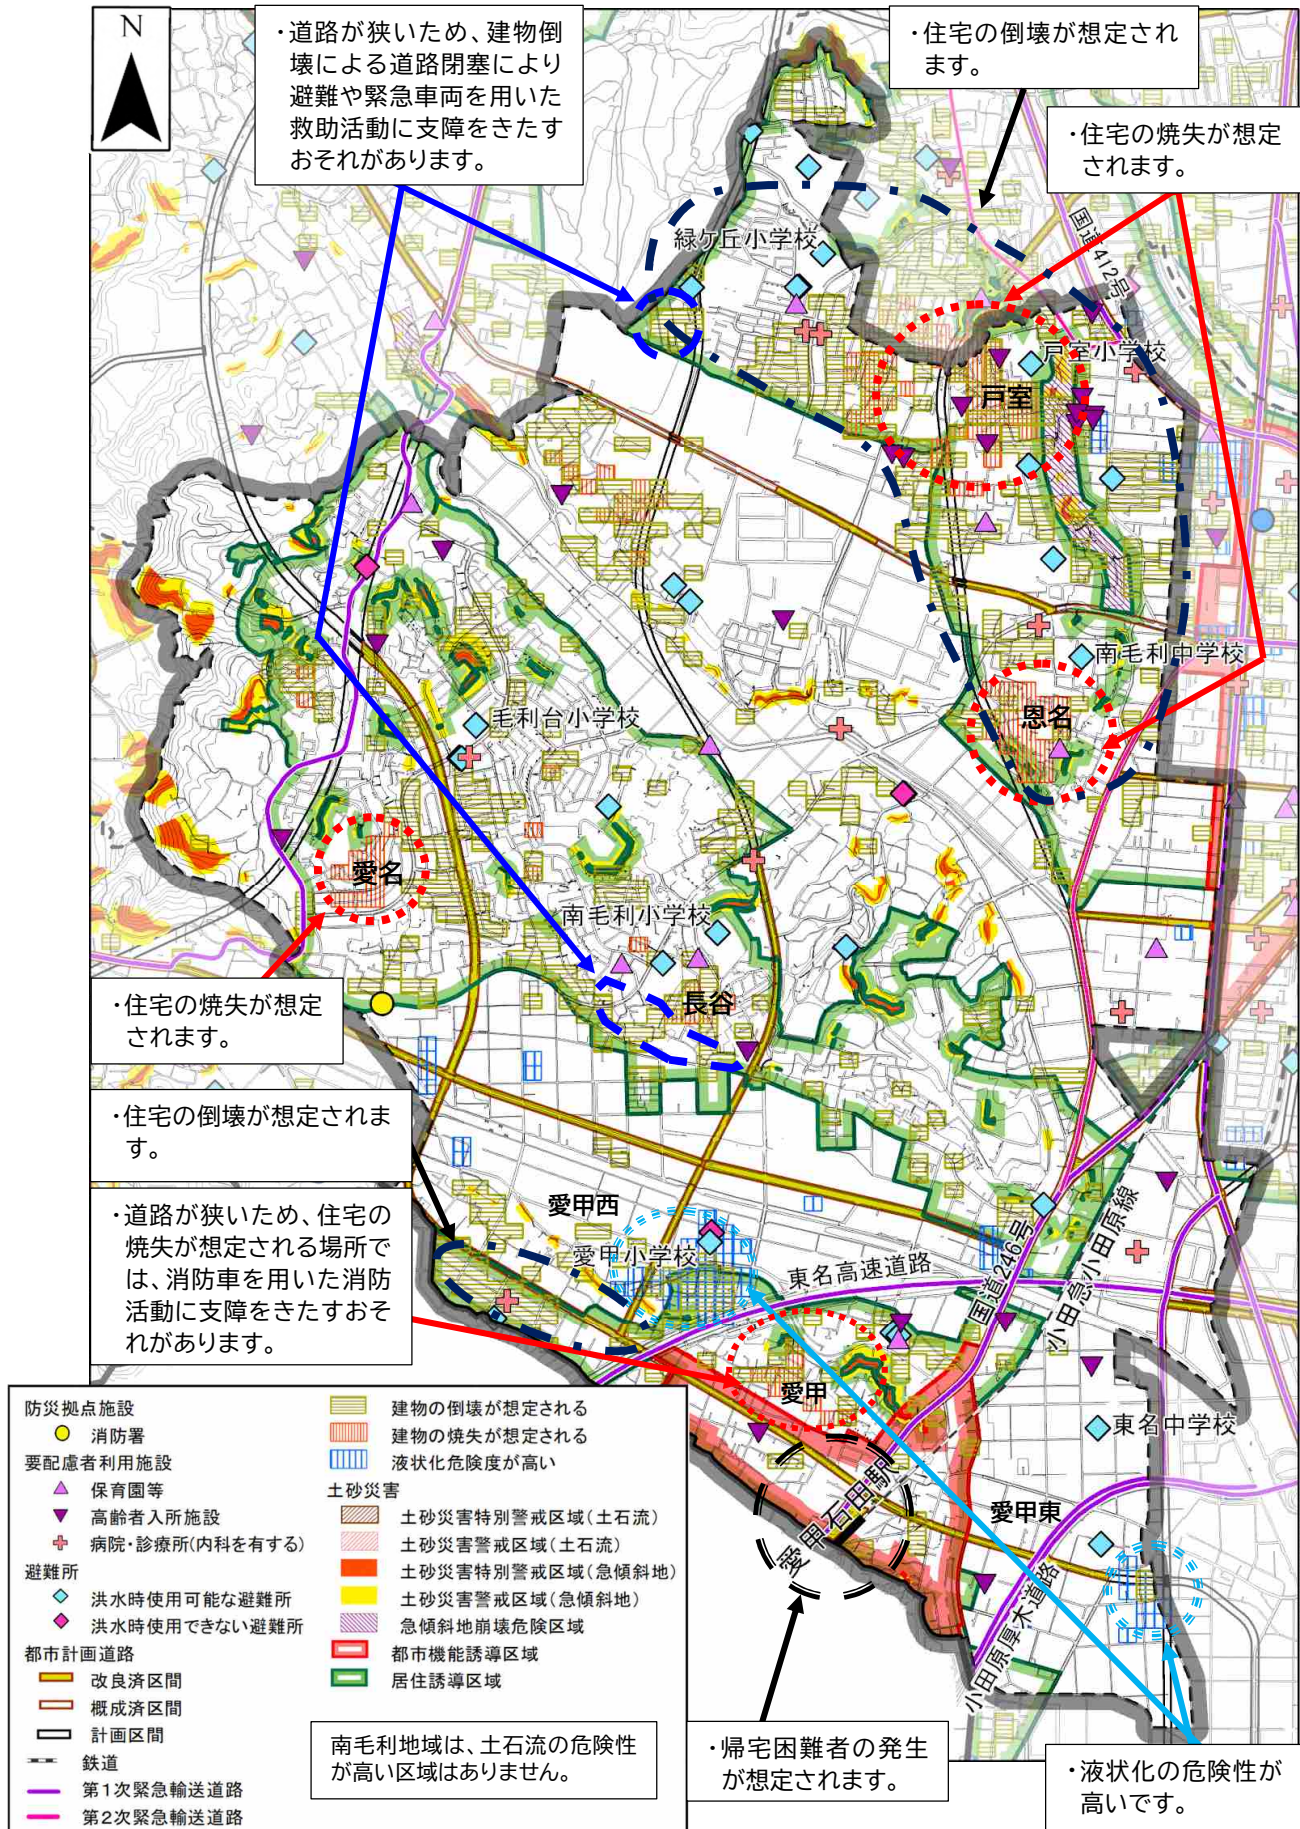 N
・道路が狭いため、建物倒
壊による道路閉塞により
避難や緊急車両を用いた
救助活動に支障をきたす
おそれがあります。
・住宅の倒壊が想定され
ます。
・住宅の焼失が想定
されます。
国道412号
緑ケ丘小学校
戸室小学校
戸室
南毛利中学校
恩名
毛利台小学校
愛名
南毛利小学校
長谷
・住宅の焼失が想定
されます。
・住宅の倒壊が想定されま
す。
・道路が狭いため、住宅の
焼失が想定される場所で
は、消防車を用いた消防
活動に支障をきたすおそ
れがあります。
愛甲西
愛甲小学校
東名高速道路
国道246号
小田急小田原線
愛甲
東名中学校
愛甲石田駅
愛甲東
小田原厚木道路
防災拠点施設
消防署
要配慮者利用施設
保育園等
高齢者入所施設
病院・診療所(内科を有する)
避難所
洪水時使用可能な避難所
洪水時使用できない避難所
都市計画道路
改良済区間
概成済区間
計画区間
鉄道
第1次緊急輸送道路
第2次緊急輸送道路
建物の倒壊が想定される
建物の焼失が想定される
液状化危険度が高い
土砂災害
土砂災害特別警戒区域(土石流)
土砂災害警戒区域(土石流)
土砂災害特別警戒区域(急傾斜地)
土砂災害警戒区域(急傾斜地)
急傾斜地崩壊危険区域
都市機能誘導区域
居住誘導区域
南毛利地域は、土石流の危険性
が高い区域はありません。
・帰宅困難者の発生
が想定されます。
・液状化の危険性が
高いです。